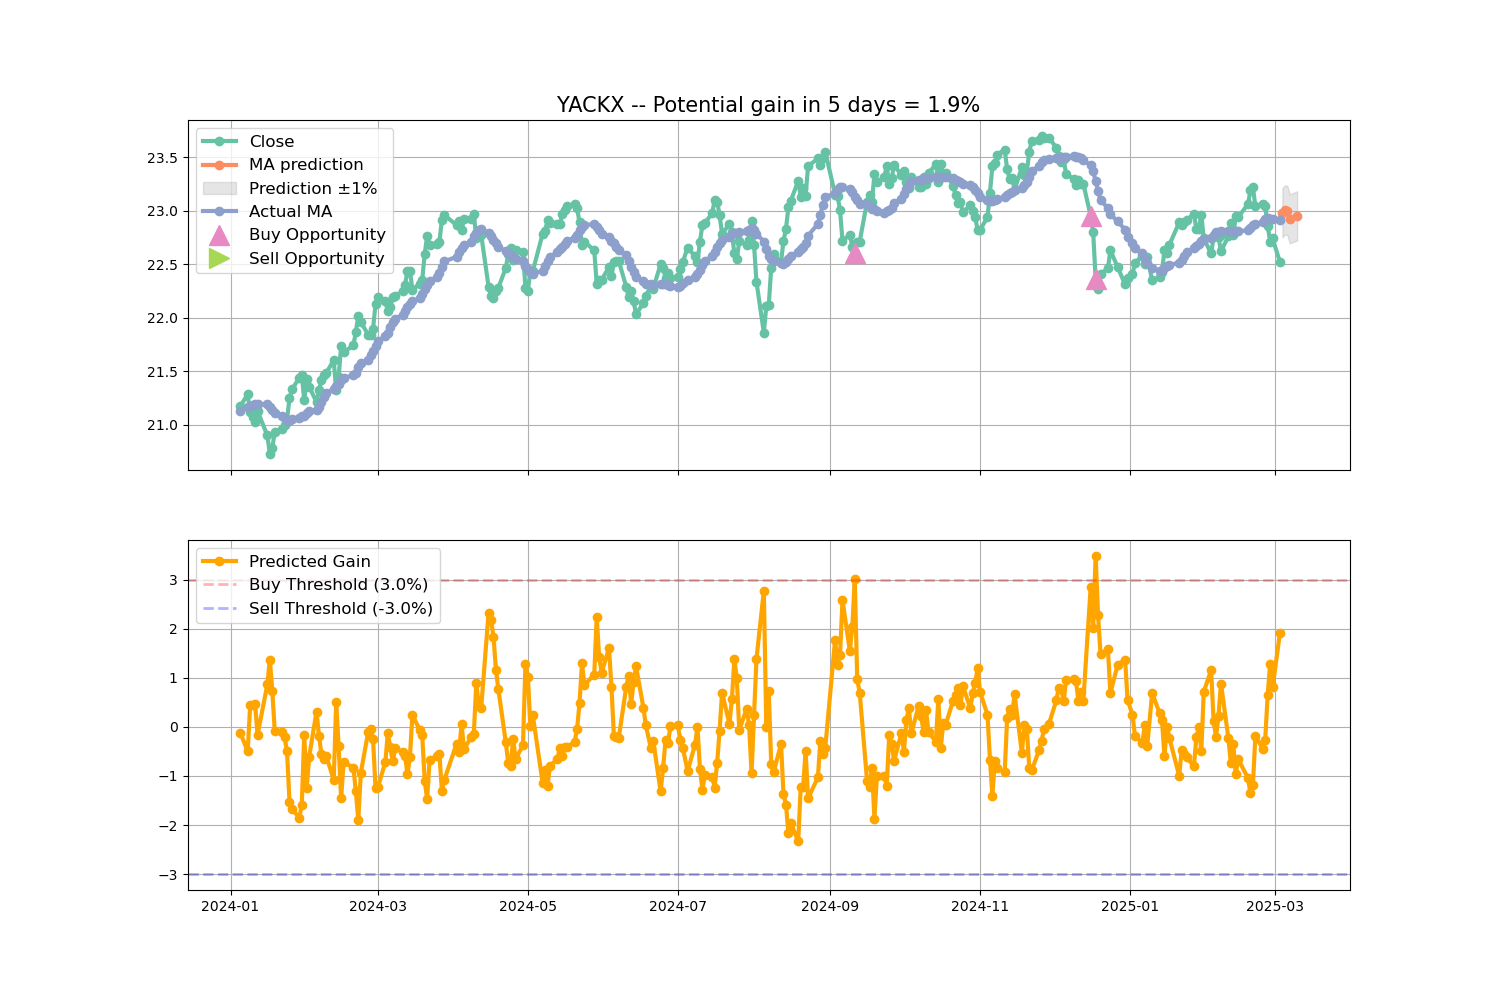 YACKX -- Potential gain in 5 days = 1.9%
Close
MA prediction
Prediction ±1%
Actual MA
Buy Opportunity
Sell Opportunity
23.5
23.0
22.5
22.0
21.5
21.0
Predicted Gain
Buy Threshold (3.0%)
Sell Threshold (-3.0%)
3
2
1
0
−1
−2
−3
2024-01
2024-03
2024-05
2024-07
2024-09
2024-11
2025-01
2025-03